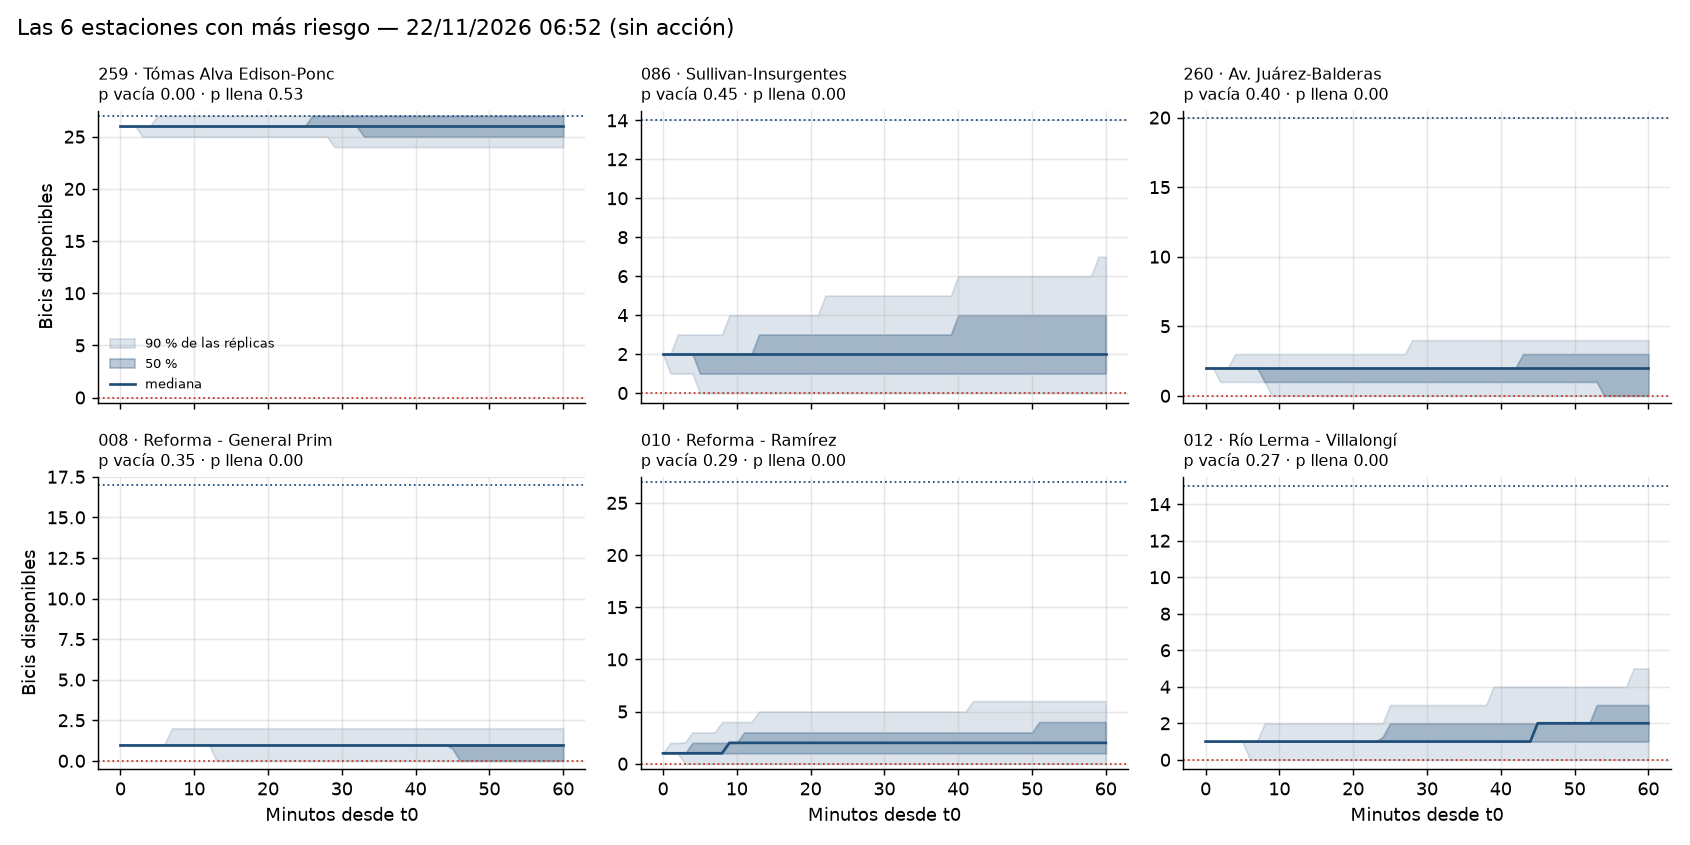 Las 6 estaciones con más riesgo — 22/11/2026 06:52 (sin acción)
259 · Tómas Alva Edison-Ponc
p vacía 0.00 · p llena 0.53
25
20
15
10
5
0
Bicis disponibles
90 % de las réplicas
50 %
mediana
086 · Sullivan-Insurgentes
p vacía 0.45 · p llena 0.00
14
12
10
8
6
4
2
0
260 · Av. Juárez-Balderas
p vacía 0.40 · p llena 0.00
20
15
10
5
0
008 · Reforma - General Prim
p vacía 0.35 · p llena 0.00
17.5
15.0
12.5
10.0
7.5
5.0
2.5
0.0
Bicis disponibles
0 10 20 30 40 50 60
Minutos desde t0
010 · Reforma - Ramírez
p vacía 0.29 · p llena 0.00
25
20
15
10
5
0
0 10 20 30 40 50 60
Minutos desde t0
012 · Río Lerma - Villalongí
p vacía 0.27 · p llena 0.00
14
12
10
8
6
4
2
0
0 10 20 30 40 50 60
Minutos desde t0